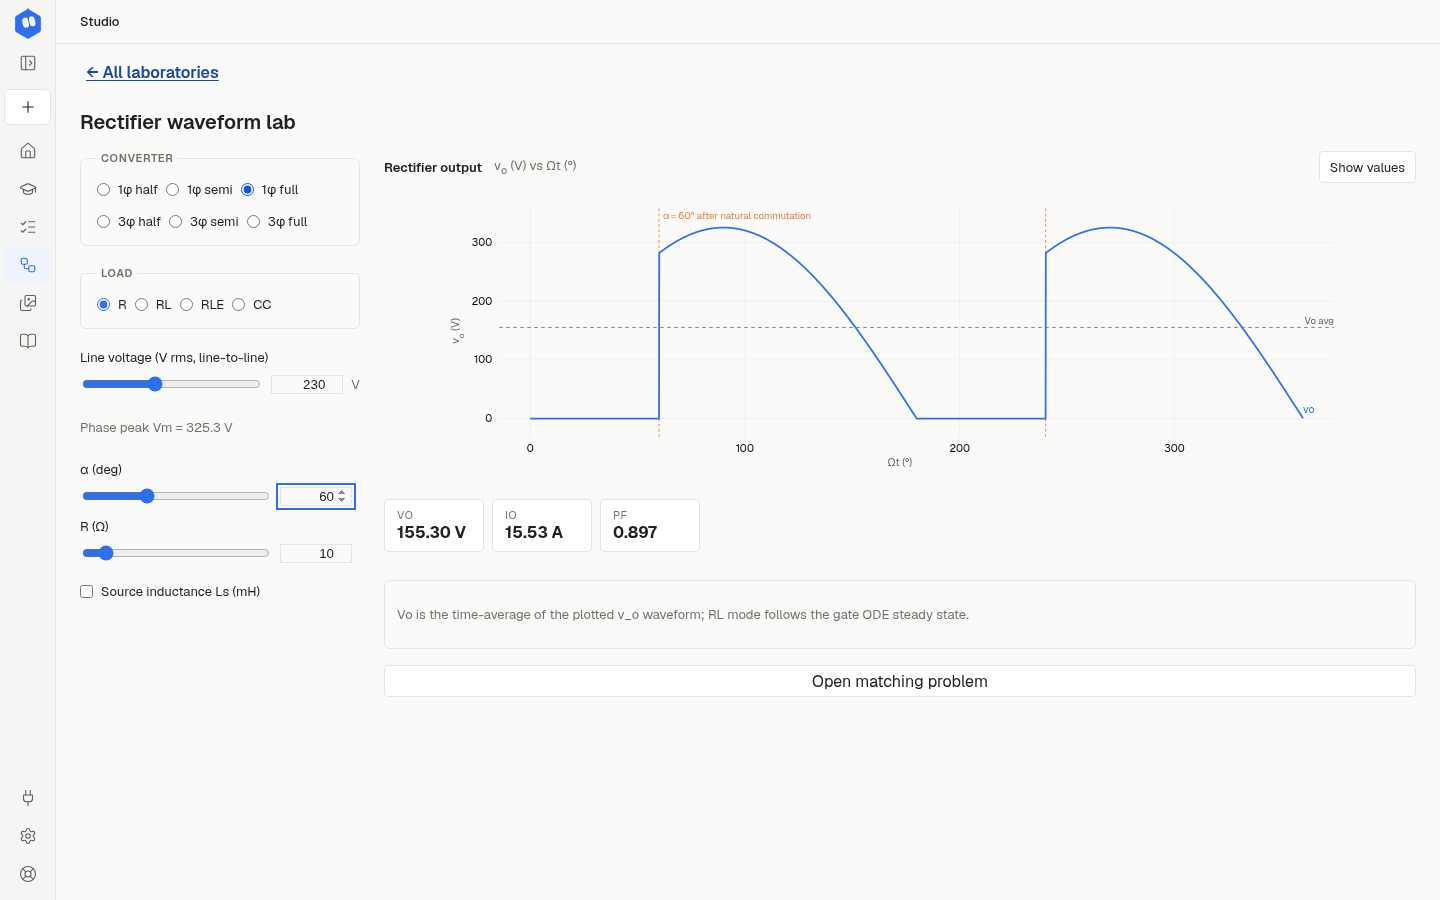 Studio
← All laboratories
Rectifier waveform lab
CONVERTER
1φ half 1φ semi 1φ full
3φ half 3φ semi 3φ full
LOAD
R RL RLE CC
Line voltage (V rms, line-to-line)
230 V
Phase peak Vm = 325.3 V
α (deg)
60
R (Ω)
10
Source inductance Ls (mH)
Rectifier output vo (V) vs Ωt (°)
Show values
α = 60° after natural commutation
300
200
100
0
vo (V)
Vo avg
vo
0 100 200 300
Ωt (°)
VO
155.30 V
IO
15.53 A
PF
0.897
Vo is the time-average of the plotted v_o waveform; RL mode follows the gate ODE steady state.
Open matching problem